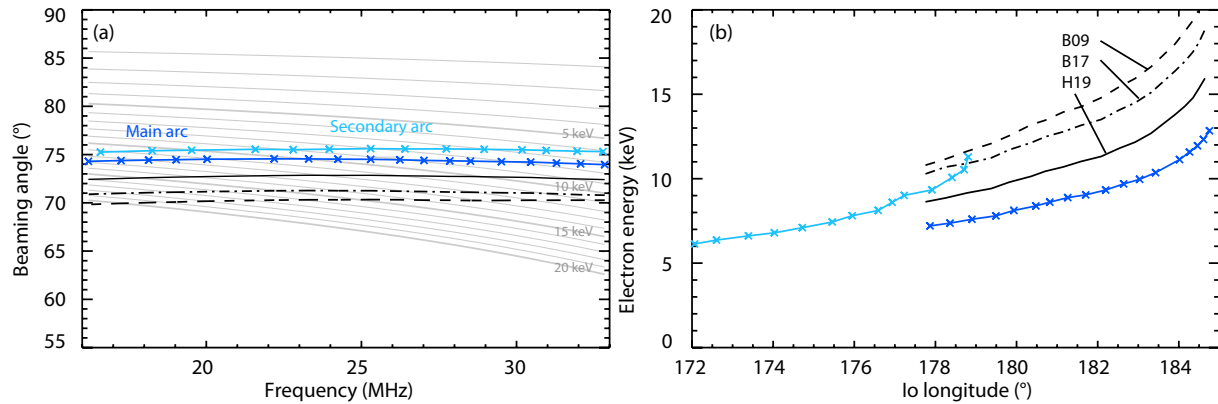 (a)
90
85
80
75
70
65
60
55
Beaming angle (°)
Main arc
Secondary arc
5 keV
10 keV
15 keV
20 keV
20
25
30
Frequency (MHz)
(b)
20
15
10
5
0
Electron energy (keV)
B09
B17
H19
172
174
176
178
180
182
184
Io longitude (°)